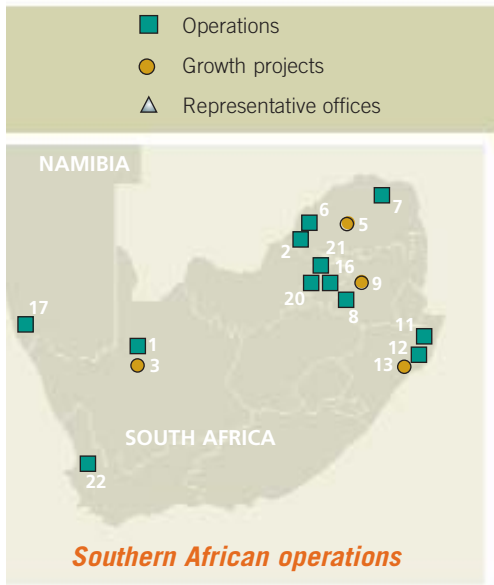 Operations
Growth projects
Representative offices
NAMIBIA
7
6
5
2
21
16
20
9
8
17
11
12
13
1
3
SOUTH AFRICA
22
Southern African operations